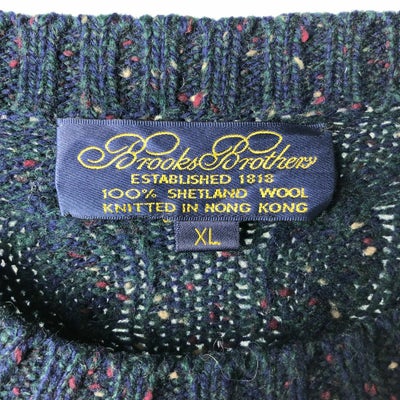 Brooks Brothers
ESTABLISHED 1818
100% SHETLAND WOOL
KNITTED IN HONG KONG
XL